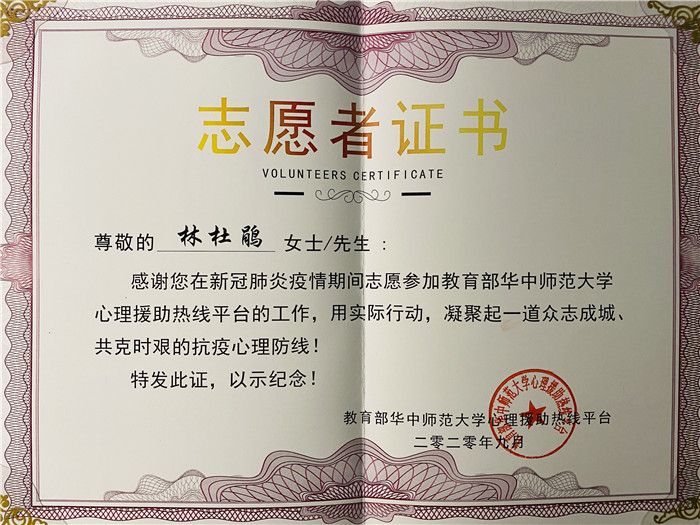 志愿者证书
VOLUNTEERS CERTIFICATE
尊敬的 林杜鹃 女士/先生：
感谢您在新冠肺炎疫情期间志愿参加教育部华中师范大学
心理援助热线平台的工作，用实际行动，凝聚起一道众志成城、
共克时艰的抗疫心理防线！
特发此证，以示纪念！
教育部华中师范大学心理援助热线平台
二零二零年九月